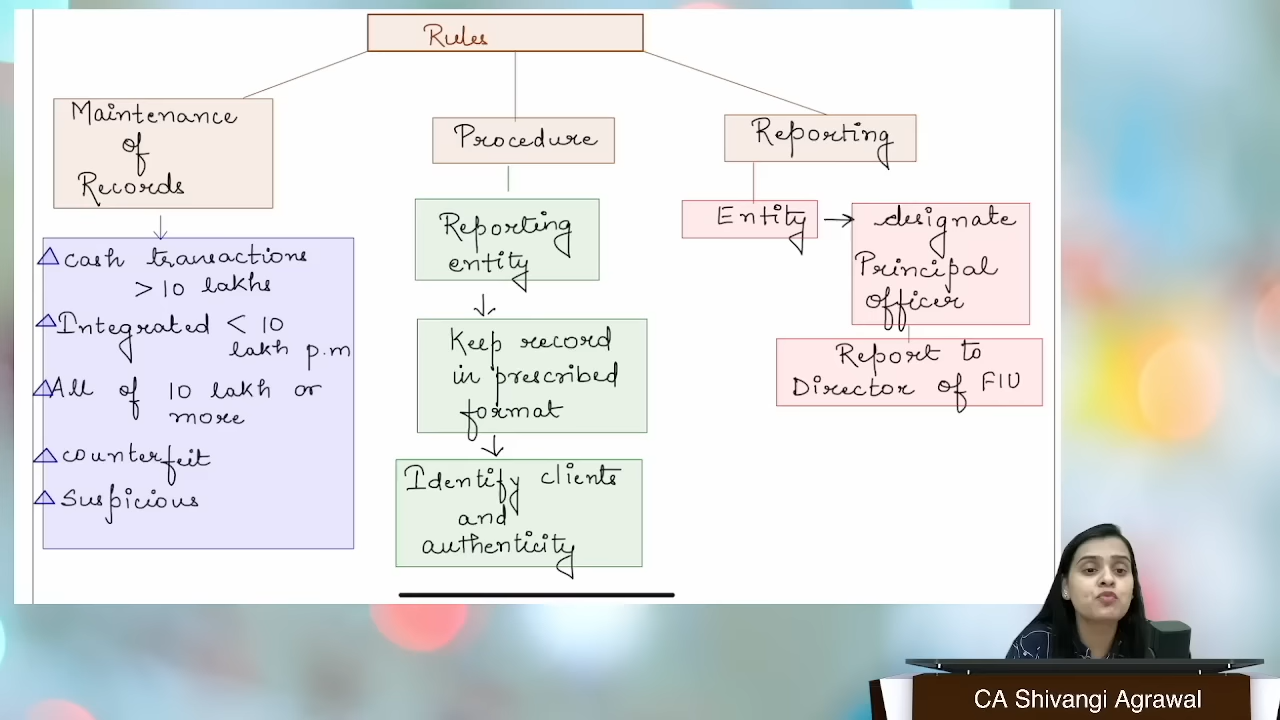 Rules
Maintenance
of
Records
cash transactions
> 10 lakhs
Integrated < 10
lakh p.m
All of 10 lakh or
more
counterfeit
Suspicious
Procedure
Reporting
entity
Keep record
in prescribed
format
Identify clients
and
authenticity
Reporting
Entity → designate
Principal
officer
Report to
Director of FIU
CA Shivangi Agrawal